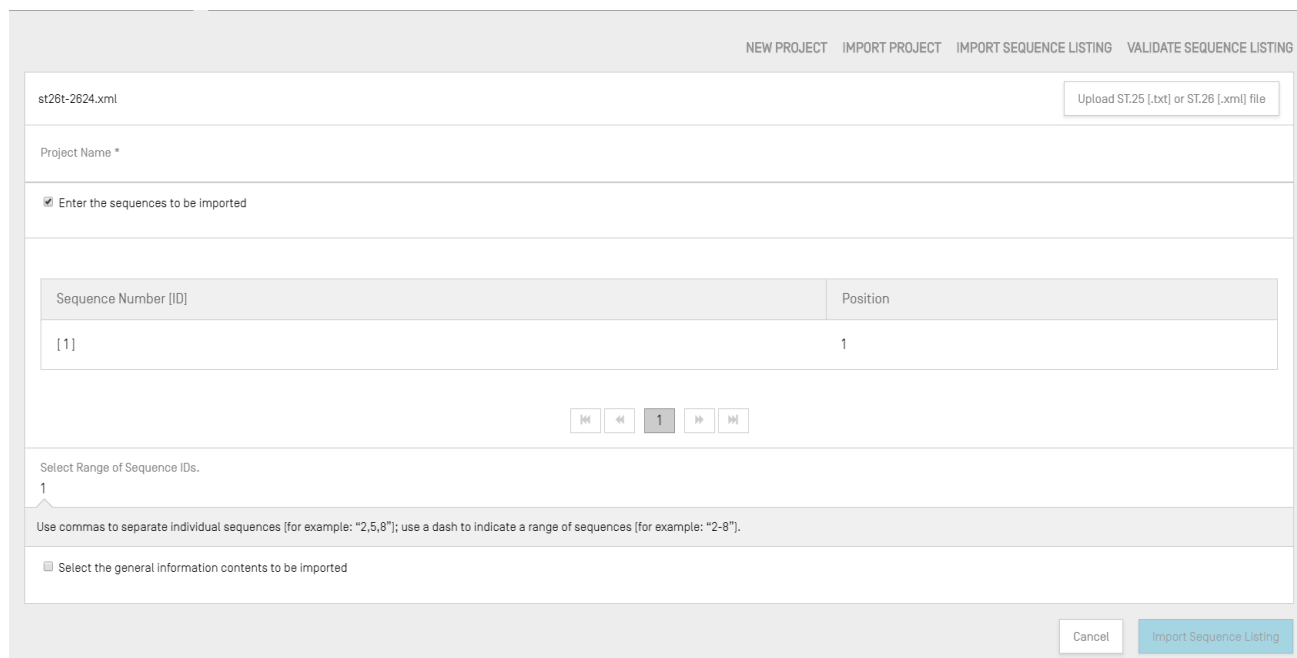 NEW PROJECT IMPORT PROJECT IMPORT SEQUENCE LISTING VALIDATE SEQUENCE LISTING
st26t-2624.xml Upload ST.25 [.txt] or ST.26 [.xml] file
Project Name *
Enter the sequences to be imported
Sequence Number [ID] Position
[ 1 ] 1
1
Select Range of Sequence IDs.
1
Use commas to separate individual sequences [for example: “2,5,8”]; use a dash to indicate a range of sequences [for example: “2-8”].
Select the general information contents to be imported
Cancel Import Sequence Listing